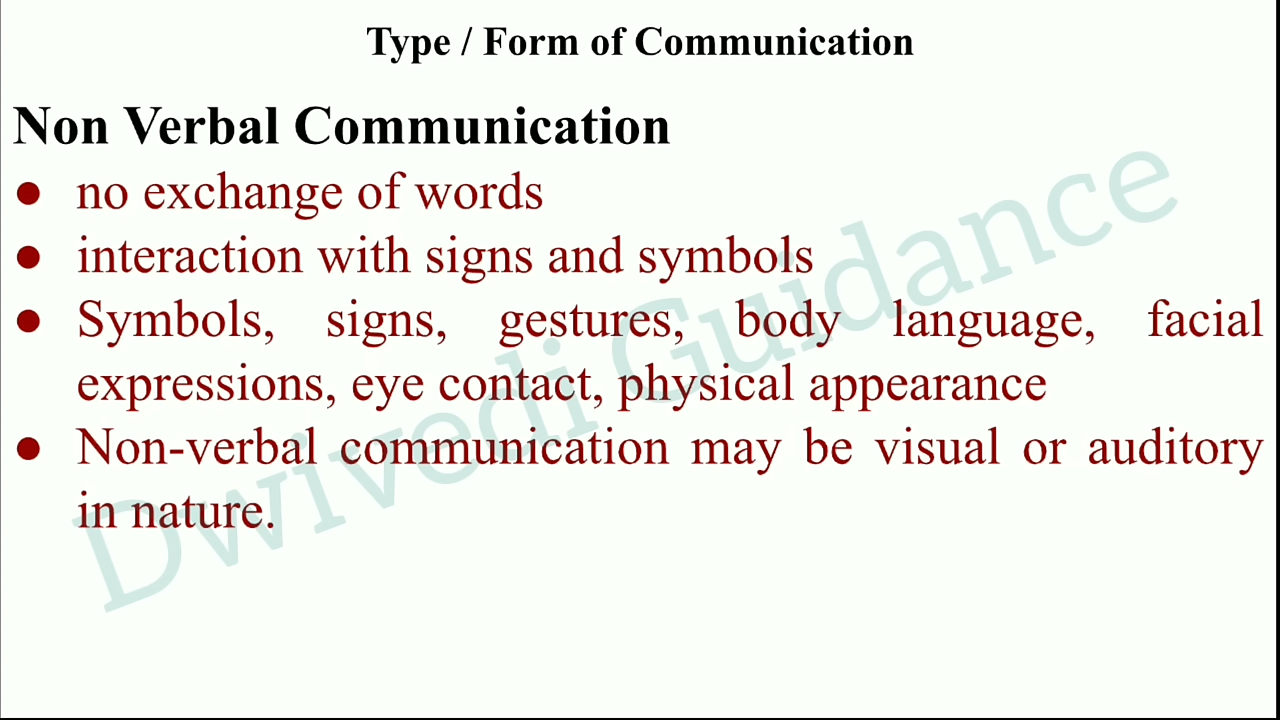 Type / Form of Communication
Non Verbal Communication
● no exchange of words
● interaction with signs and symbols
● Symbols, signs, gestures, body language, facial
expressions, eye contact, physical appearance
● Non-verbal communication may be visual or auditory
in nature.
Dwivedi Guidance